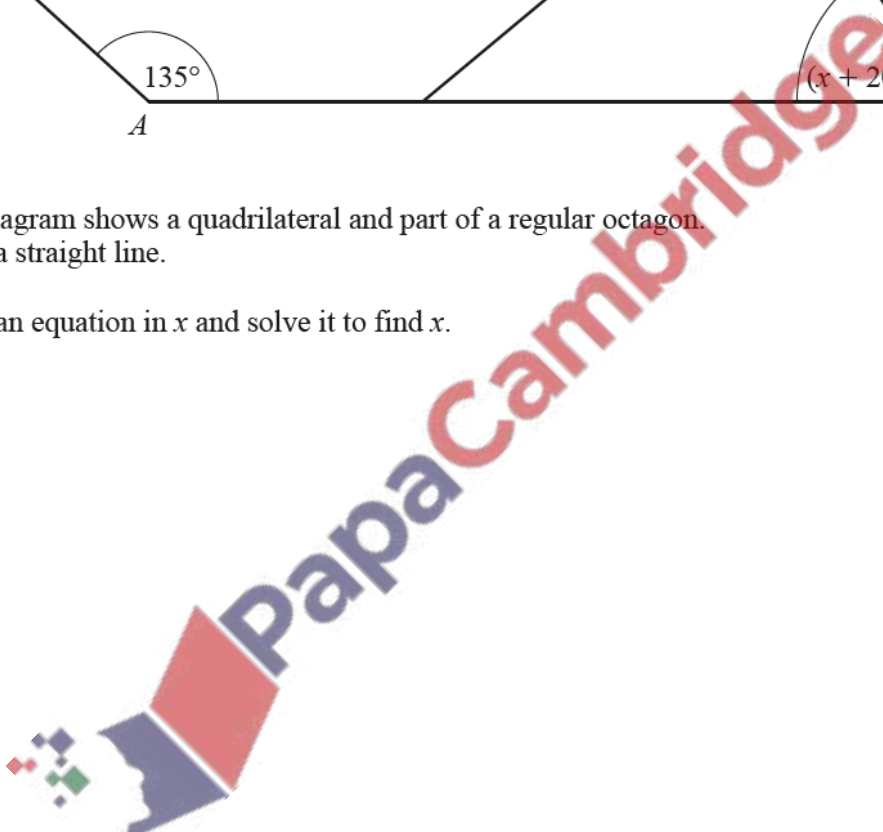 135°
(x + 2
A
agram shows a quadrilateral and part of a regular octagon.
a straight line.
an equation in x and solve it to find x.
PapaCambridge